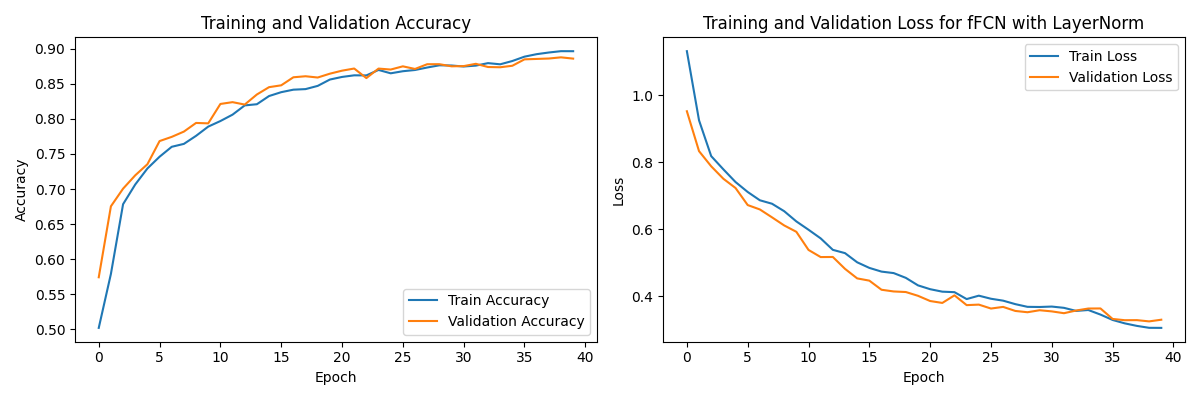 Training and Validation Accuracy
Accuracy
0.90
0.85
0.80
0.75
0.70
0.65
0.60
0.55
0.50
Train Accuracy
Validation Accuracy
0 5 10 15 20 25 30 35 40
Epoch
Training and Validation Loss for fFCN with LayerNorm
Loss
1.0
0.8
0.6
0.4
Train Loss
Validation Loss
0 5 10 15 20 25 30 35 40
Epoch